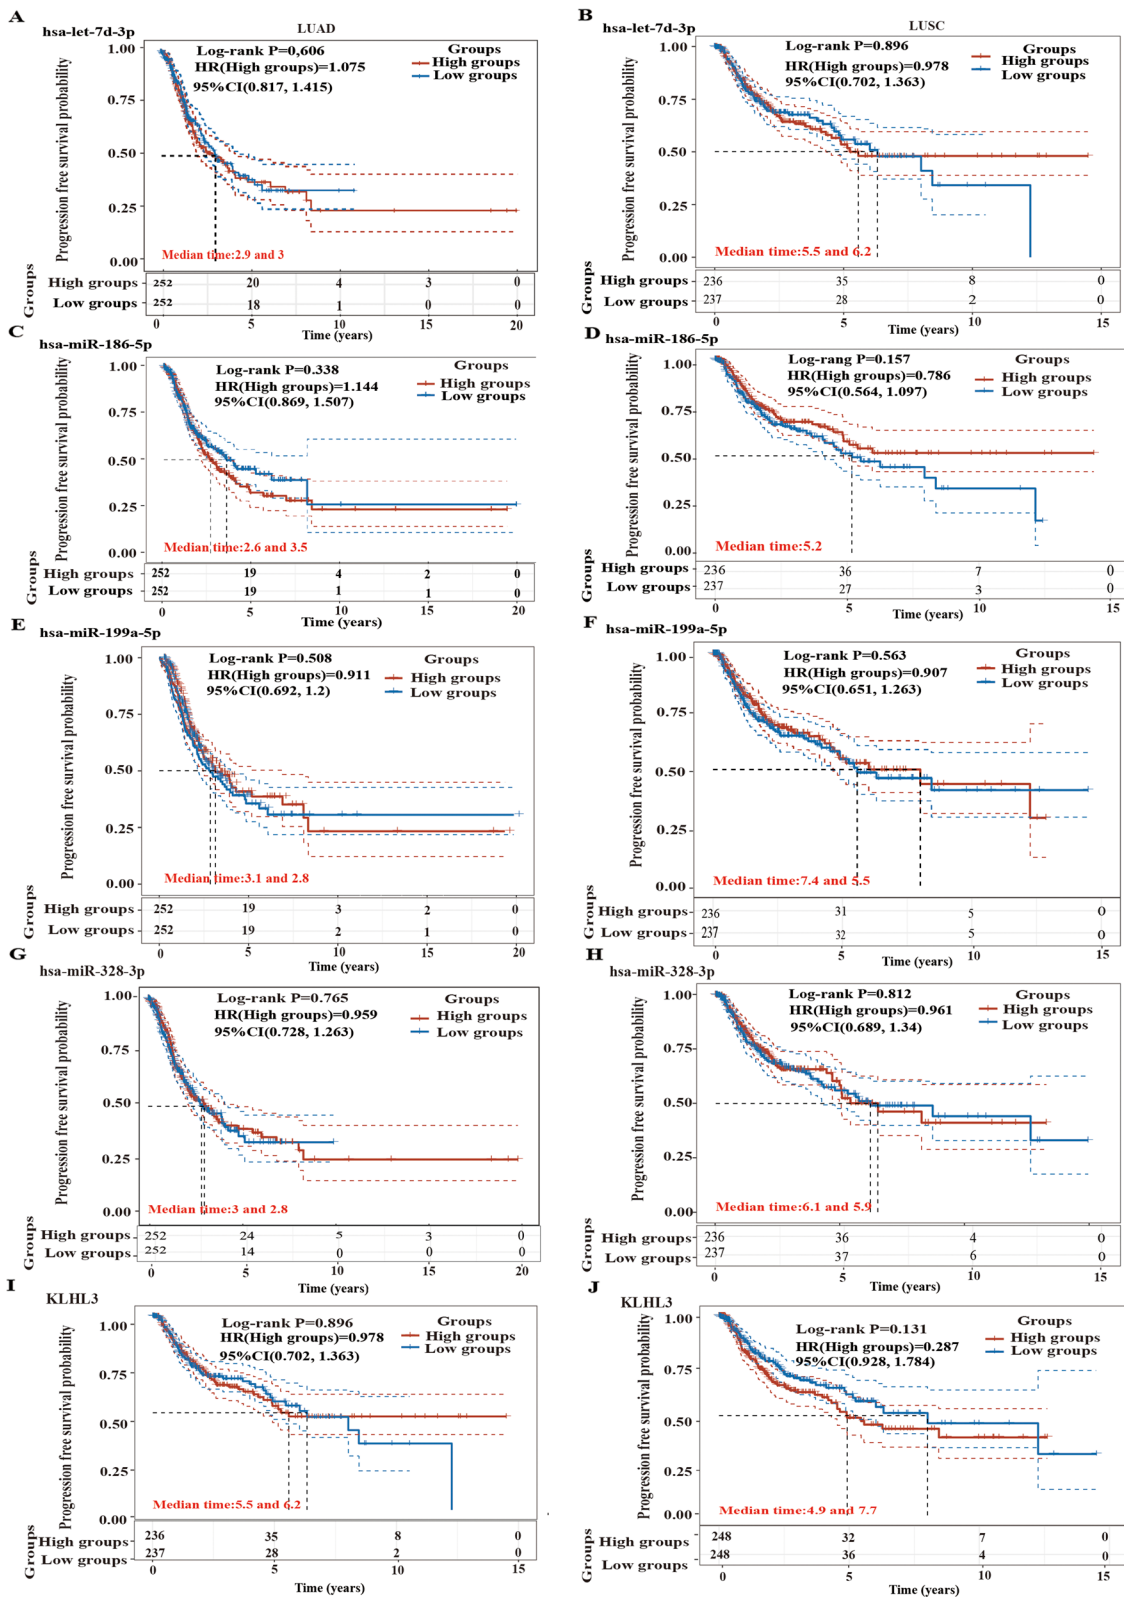 A
hsa-let-7d-3p
LUAD
Progression free survival probability
1.00
0.75
0.50
0.25
0.00
Log-rank P=0,606
HR(High groups)=1.075
95%CI(0.817, 1.415)
Groups
High groups
Low groups
Median time:2.9 and 3
Groups
High groups 252 20 4 3 0
Low groups 252 18 1 0 0
0 5 10 15 20
Time (years)
B
hsa-let-7d-3p
LUSC
Progression free survival probability
1.00
0.75
0.50
0.25
0.00
Log-rank P=0.896
HR(High groups)=0.978
95%CI(0.702, 1.363)
Groups
High groups
Low groups
Median time:5.5 and 6.2
Groups
High groups 236 35 8 0
Low groups 237 28 2 0
0 5 10 15
Time (years)
C
hsa-miR-186-5p
Progression free survival probability
1.00
0.75
0.50
0.25
0.00
Log-rank P=0.338
HR(High groups)=1.144
95%CI(0.869, 1.507)
Groups
High groups
Low groups
Median time:2.6 and 3.5
Groups
High groups 252 19 4 2 0
Low groups 252 19 1 1 0
0 5 10 15 20
Time (years)
D
hsa-miR-186-5p
Progression free survival probability
1.00
0.75
0.50
0.25
0.00
Log-rang P=0.157
HR(High groups)=0.786
95%CI(0.564, 1.097)
Groups
High groups
Low groups
Median time:5.2
Groups
High groups 236 36 7 0
Low groups 237 27 3 0
0 5 10 15
Time (years)
E
hsa-miR-199a-5p
Progression free survival probability
1.00
0.75
0.50
0.25
0.00
Log-rank P=0.508
HR(High groups)=0.911
95%CI(0.692, 1.2)
Groups
High groups
Low groups
Median time:3.1 and 2.8
Groups
High groups 252 19 3 2 0
Low groups 252 19 2 1 0
0 5 10 15 20
Time (years)
F
hsa-miR-199a-5p
Progression free survival probability
1.00
0.75
0.50
0.25
0.00
Log-rank P=0.563
HR(High groups)=0.907
95%CI(0.651, 1.263)
Groups
High groups
Low groups
Median time:7.4 and 5.5
Groups
High groups 236 31 5 0
Low groups 237 32 5 0
0 5 10 15
Time (years)
G
hsa-miR-328-3p
Progression free survival probability
1.00
0.75
0.50
0.25
0.00
Log-rank P=0.765
HR(High groups)=0.959
95%CI(0.728, 1.263)
Groups
High groups
Low groups
Median time:3 and 2.8
Groups
High groups 252 24 5 3 0
Low groups 252 14 0 0 0
0 5 10 15 20
Time (years)
H
hsa-miR-328-3p
Progression free survival probability
1.00
0.75
0.50
0.25
0.00
Log-rank P=0.812
HR(High groups)=0.961
95%CI(0.689, 1.34)
Groups
High groups
Low groups
Median time:6.1 and 5.9
Groups
High groups 236 36 4 0
Low groups 237 37 6 0
0 5 10 15
Time (years)
I
KLHL3
Progression free survival probability
1.00
0.75
0.50
0.25
0.00
Log-rank P=0.896
HR(High groups)=0.978
95%CI(0.702, 1.363)
Groups
High groups
Low groups
Median time:5.5 and 6.2
Groups
High groups 236 35 8 0
Low groups 237 28 2 0
0 5 10 15
Time (years)
J
KLHL3
Progression free survival probability
1.00
0.75
0.50
0.25
0.00
Log-rank P=0.131
HR(High groups)=0.287
95%CI(0.928, 1.784)
Groups
High groups
Low groups
Median time:4.9 and 7.7
Groups
High groups 248 32 7 0
Low groups 248 36 4 0
0 5 10 15
Time (years)